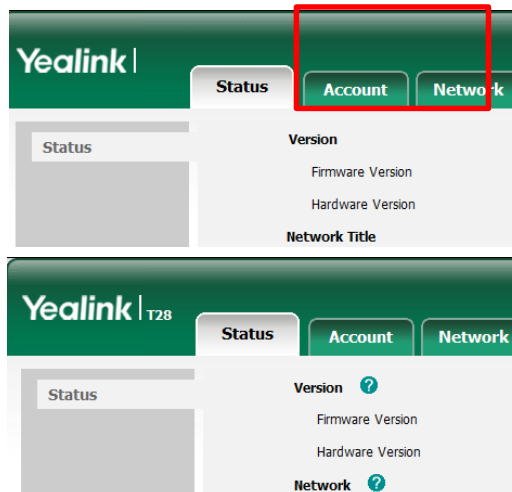 Yealink
Status Account Network
Status
Version
Firmware Version
Hardware Version
Network Title
Yealink T28
Status Account Network
Status
Version ?
Firmware Version
Hardware Version
Network ?